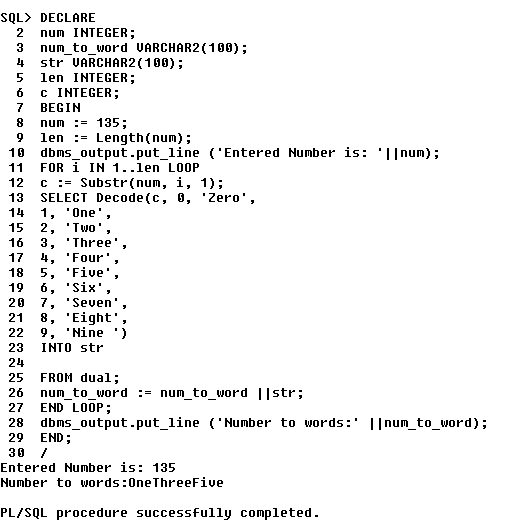 SQL> DECLARE
2 num INTEGER;
3 num_to_word VARCHAR2(100);
4 str VARCHAR2(100);
5 len INTEGER;
6 c INTEGER;
7 BEGIN
8 num := 135;
9 len := Length(num);
10 dbms_output.put_line ('Entered Number is: '||num);
11 FOR i IN 1..len LOOP
12 c := Substr(num, i, 1);
13 SELECT Decode(c, 0, 'Zero',
14 1, 'One',
15 2, 'Two',
16 3, 'Three',
17 4, 'Four',
18 5, 'Five',
19 6, 'Six',
20 7, 'Seven',
21 8, 'Eight',
22 9, 'Nine ')
23 INTO str
24
25 FROM dual;
26 num_to_word := num_to_word ||str;
27 END LOOP;
28 dbms_output.put_line ('Number to words:' ||num_to_word);
29 END;
30 /
Entered Number is: 135
Number to words:OneThreeFive
PL/SQL procedure successfully completed.